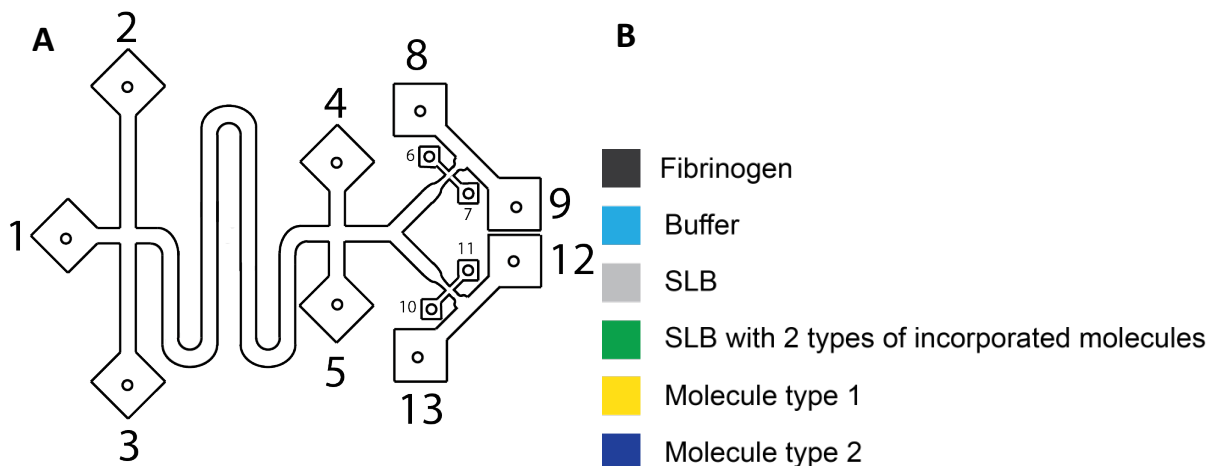 A
2
8
4
6
7
1
9
11
12
10
5
13
3
B
Fibrinogen
Buffer
SLB
SLB with 2 types of incorporated molecules
Molecule type 1
Molecule type 2